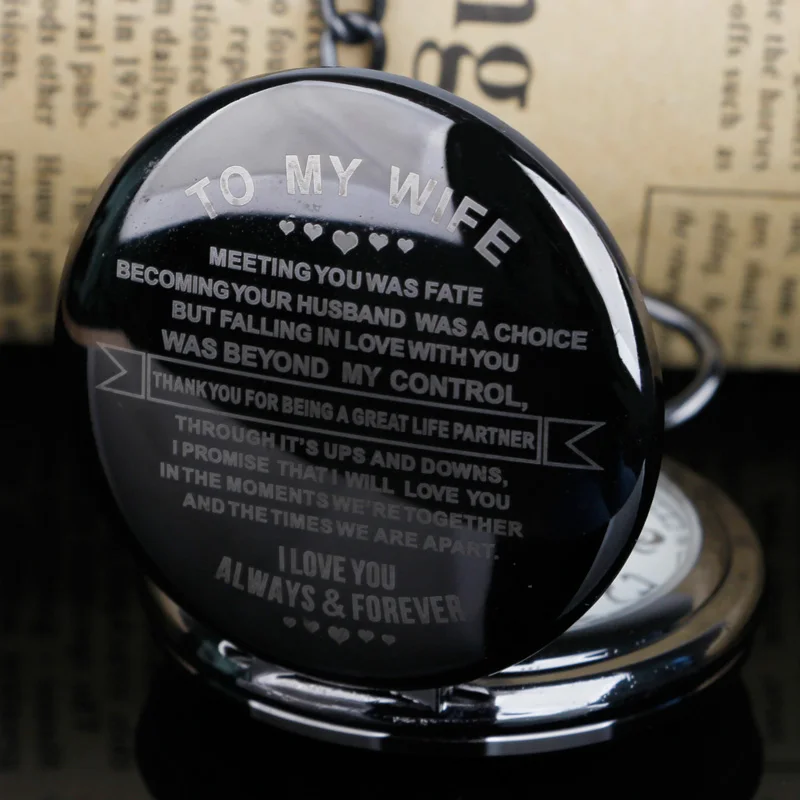 TO MY WIFE
MEETING YOU WAS FATE
BECOMING YOUR HUSBAND WAS A CHOICE
BUT FALLING IN LOVE WITH YOU
WAS BEYOND MY CONTROL,
THANK YOU FOR BEING A GREAT LIFE PARTNER
THROUGH IT'S UPS AND DOWNS,
I PROMISE THAT I WILL LOVE YOU
IN THE MOMENTS WE'RE TOGETHER
AND THE TIMES WE ARE APART.
I LOVE YOU
ALWAYS & FOREVER